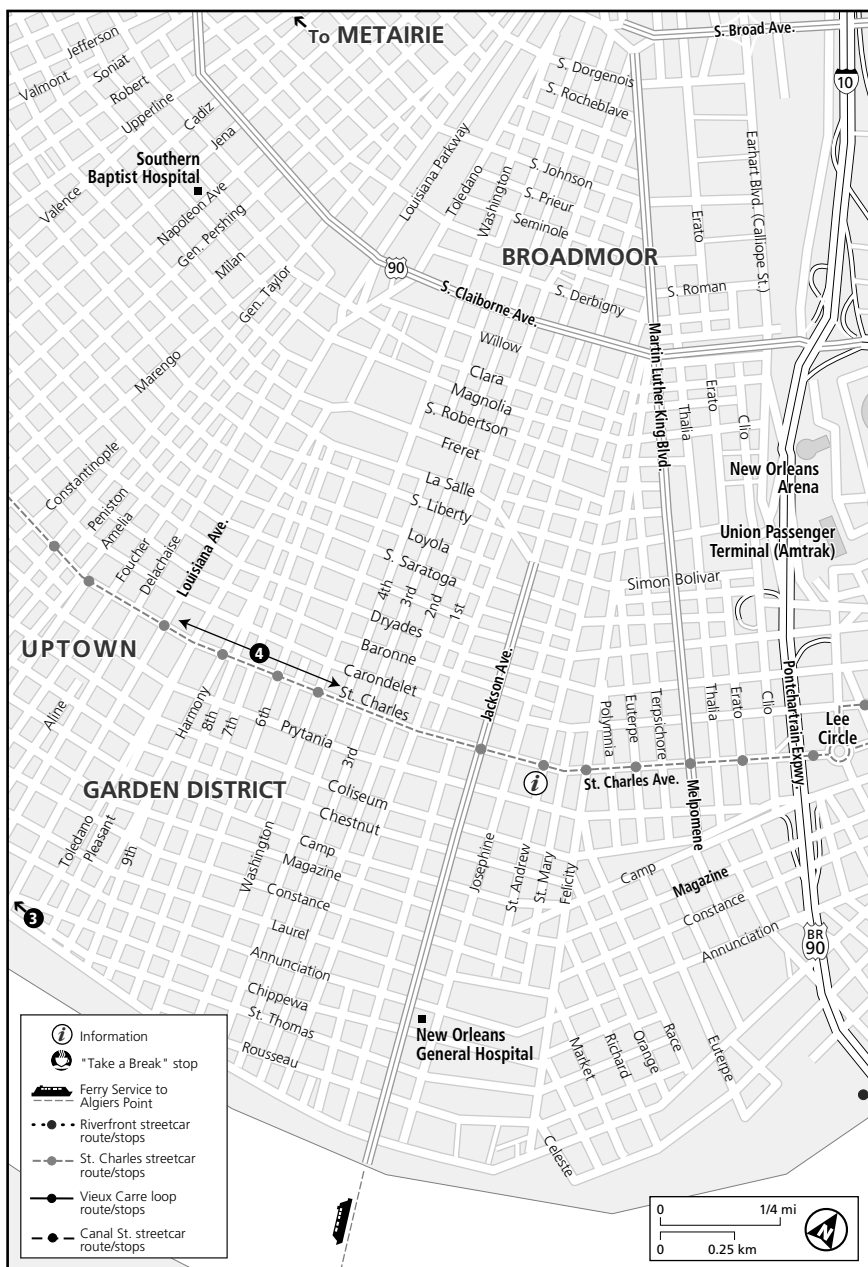 To METAIRIE
S. Broad Ave.
10
Jefferson
Soniat
Valmont
Robert
Upperline
Cadiz
Jena
S. Dorgenois
S. Rocheblave
Earhart Blvd. (Calliope St.)
Southern
Baptist Hospital
Valence
Napoleon Ave
Gen. Pershing
Milan
Gen. Taylor
Louisiana Parkway
Toledano
Washington
S. Johnson
S. Prieur
Seminole
Erato
BROADMOOR
90
S. Claiborne Ave.
S. Derbigny
S. Roman
Willow
Martin Luther King Blvd.
Marengo
Clara
Magnolia
S. Robertson
Freret
Thalia
Erato
Clio
New Orleans
Arena
Constantinople
Peniston
Amelia
Foucher
Delachaise
Louisiana Ave.
La Salle
S. Liberty
Loyola
S. Saratoga
Union Passenger
Terminal (Amtrak)
Simon Bolivar
4th
3rd
2nd
1st
Dryades
Baronne
Carondelet
St. Charles
UPTOWN
4
Jackson Ave.
Pontchartrain Expwy.
Polymnia
Euterpe
Terpsichore
Thalia
Erato
Clio
Lee
Circle
Aline
Harmony
8th
7th
6th
Prytania
3rd
i
St. Charles Ave.
Melpomene
GARDEN DISTRICT
Coliseum
Chestnut
Toledano
Pleasant
9th
Washington
Camp
Magazine
Constance
Laurel
Annunciation
Chippewa
St. Thomas
Rousseau
Josephine
St. Andrew
St. Mary
Felicity
Camp
Magazine
Constance
Annunciation
BR
90
3
New Orleans
General Hospital
Market
Richard
Orange
Race
Euterpe
Celeste
i Information
"Take a Break" stop
Ferry Service to
Algiers Point
Riverfront streetcar
route/stops
St. Charles streetcar
route/stops
Vieux Carre loop
route/stops
Canal St. streetcar
route/stops
0 1/4 mi
0 0.25 km
N